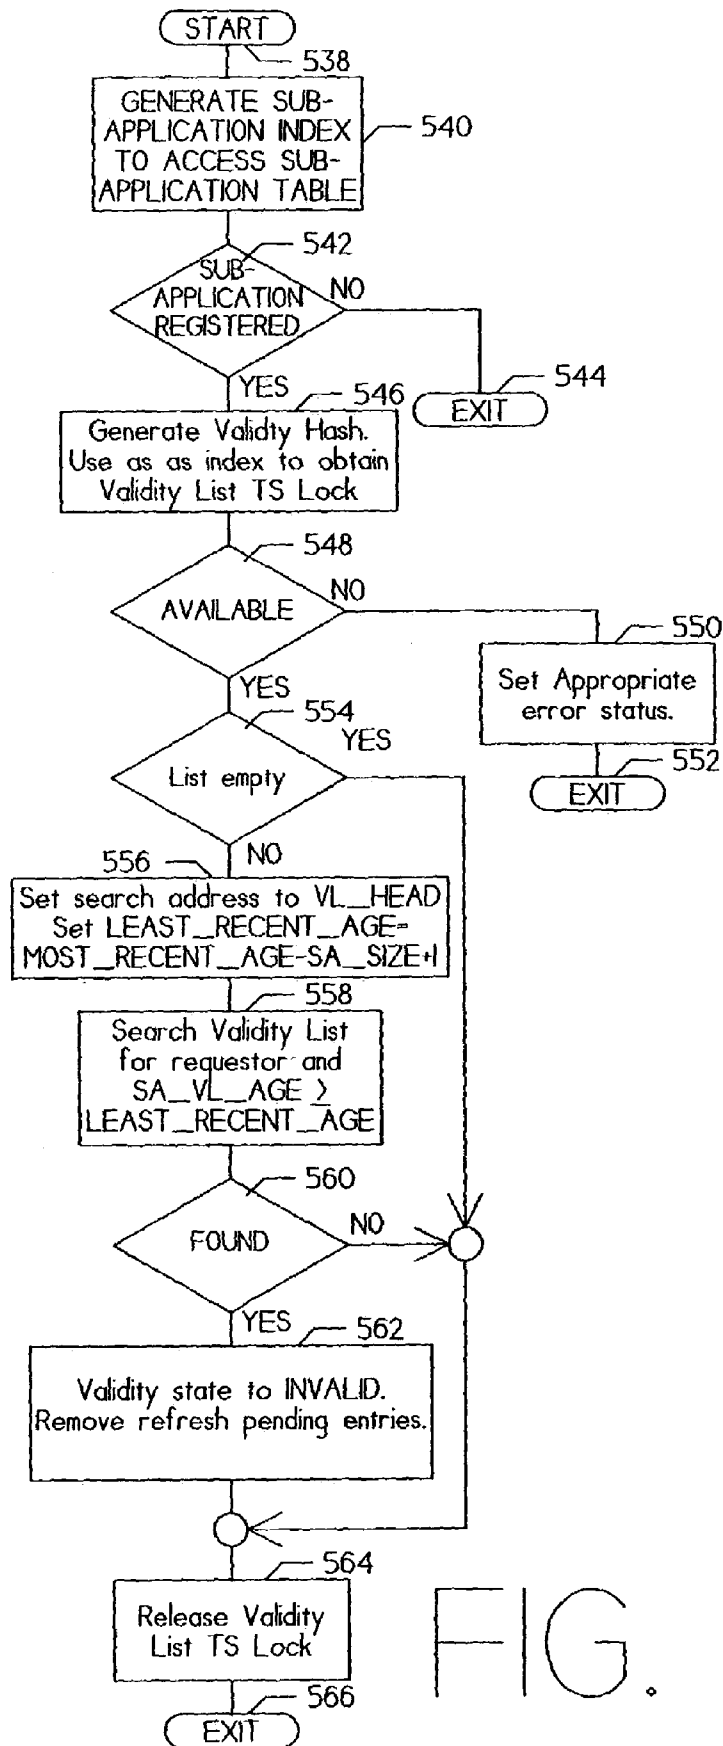 START
538
GENERATE SUB-
APPLICATION INDEX
TO ACCESS SUB-
APPLICATION TABLE
540
542
SUB-
APPLICATION
REGISTERED
NO
YES
544
EXIT
546
Generate Validty Hash.
Use as as index to obtain
Validity List TS Lock
548
AVAILABLE
NO
YES
550
Set Appropriate
error status.
552
EXIT
554
List empty
YES
NO
556
Set search address to VL_HEAD
Set LEAST_RECENT_AGE=
MOST_RECENT_AGE-SA_SIZE+1
558
Search Validity List
for requestor and
SA_VL_AGE ≥
LEAST_RECENT_AGE
560
FOUND
NO
YES
562
Validity state to INVALID.
Remove refresh pending entries.
564
Release Validity
List TS Lock
566
EXIT
FIG.